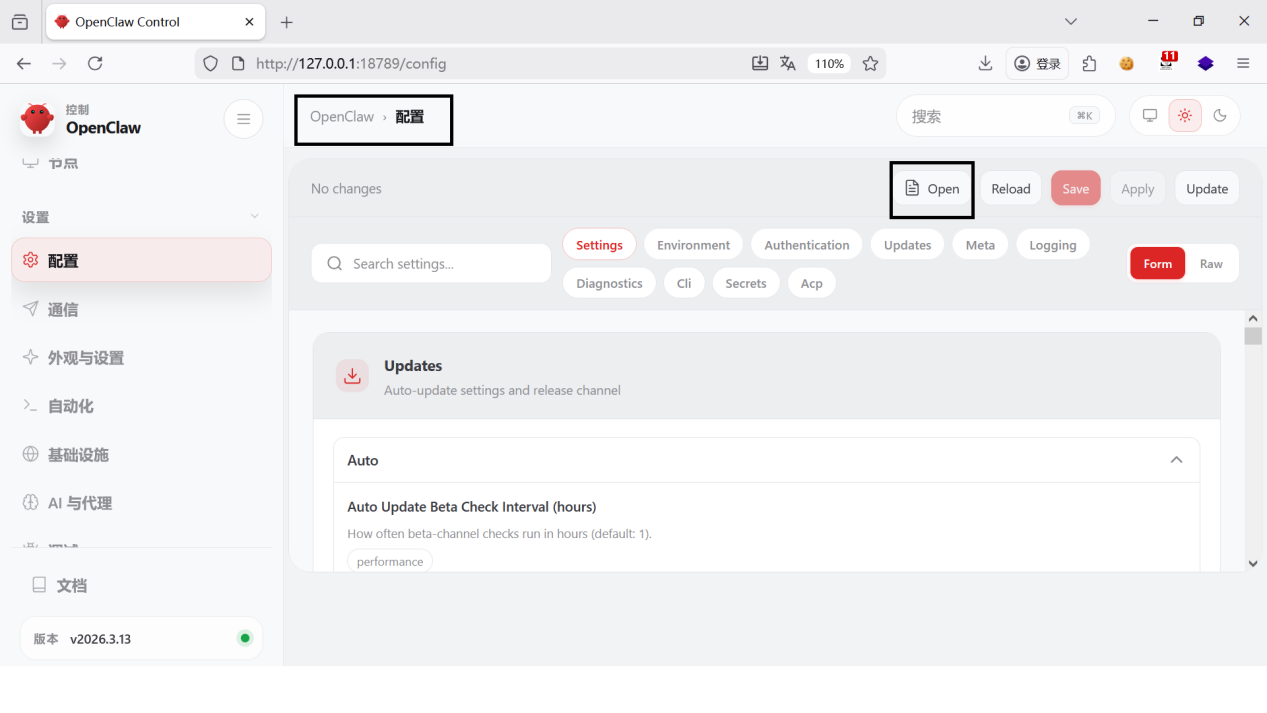 OpenClaw Control
http://127.0.0.1:18789/config
110%
登录
11
控制
OpenClaw
OpenClaw › 配置
搜索
⌘K
节点
No changes
Open
Reload
Save
Apply
Update
设置
Search settings...
Settings
Environment
Authentication
Updates
Meta
Logging
Diagnostics
Cli
Secrets
Acp
Form
Raw
配置
通信
外观与设置
自动化
基础设施
AI 与代理
文档
版本 v2026.3.13
Updates
Auto-update settings and release channel
Auto
Auto Update Beta Check Interval (hours)
How often beta-channel checks run in hours (default: 1).
performance